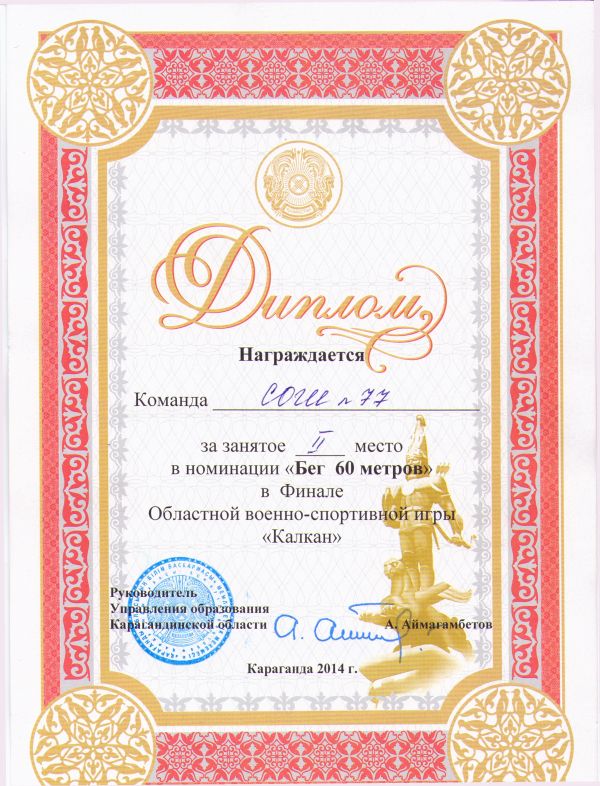 Диплом
Награждается
Команда СОШ №77
за занятое II место
в номинации «Бег 60 метров»
в Финале
Областной военно-спортивной игры
«Калкан»
Руководитель
Управления образования
Карагандинской области А. Аймагамбетов
Караганда 2014 г.